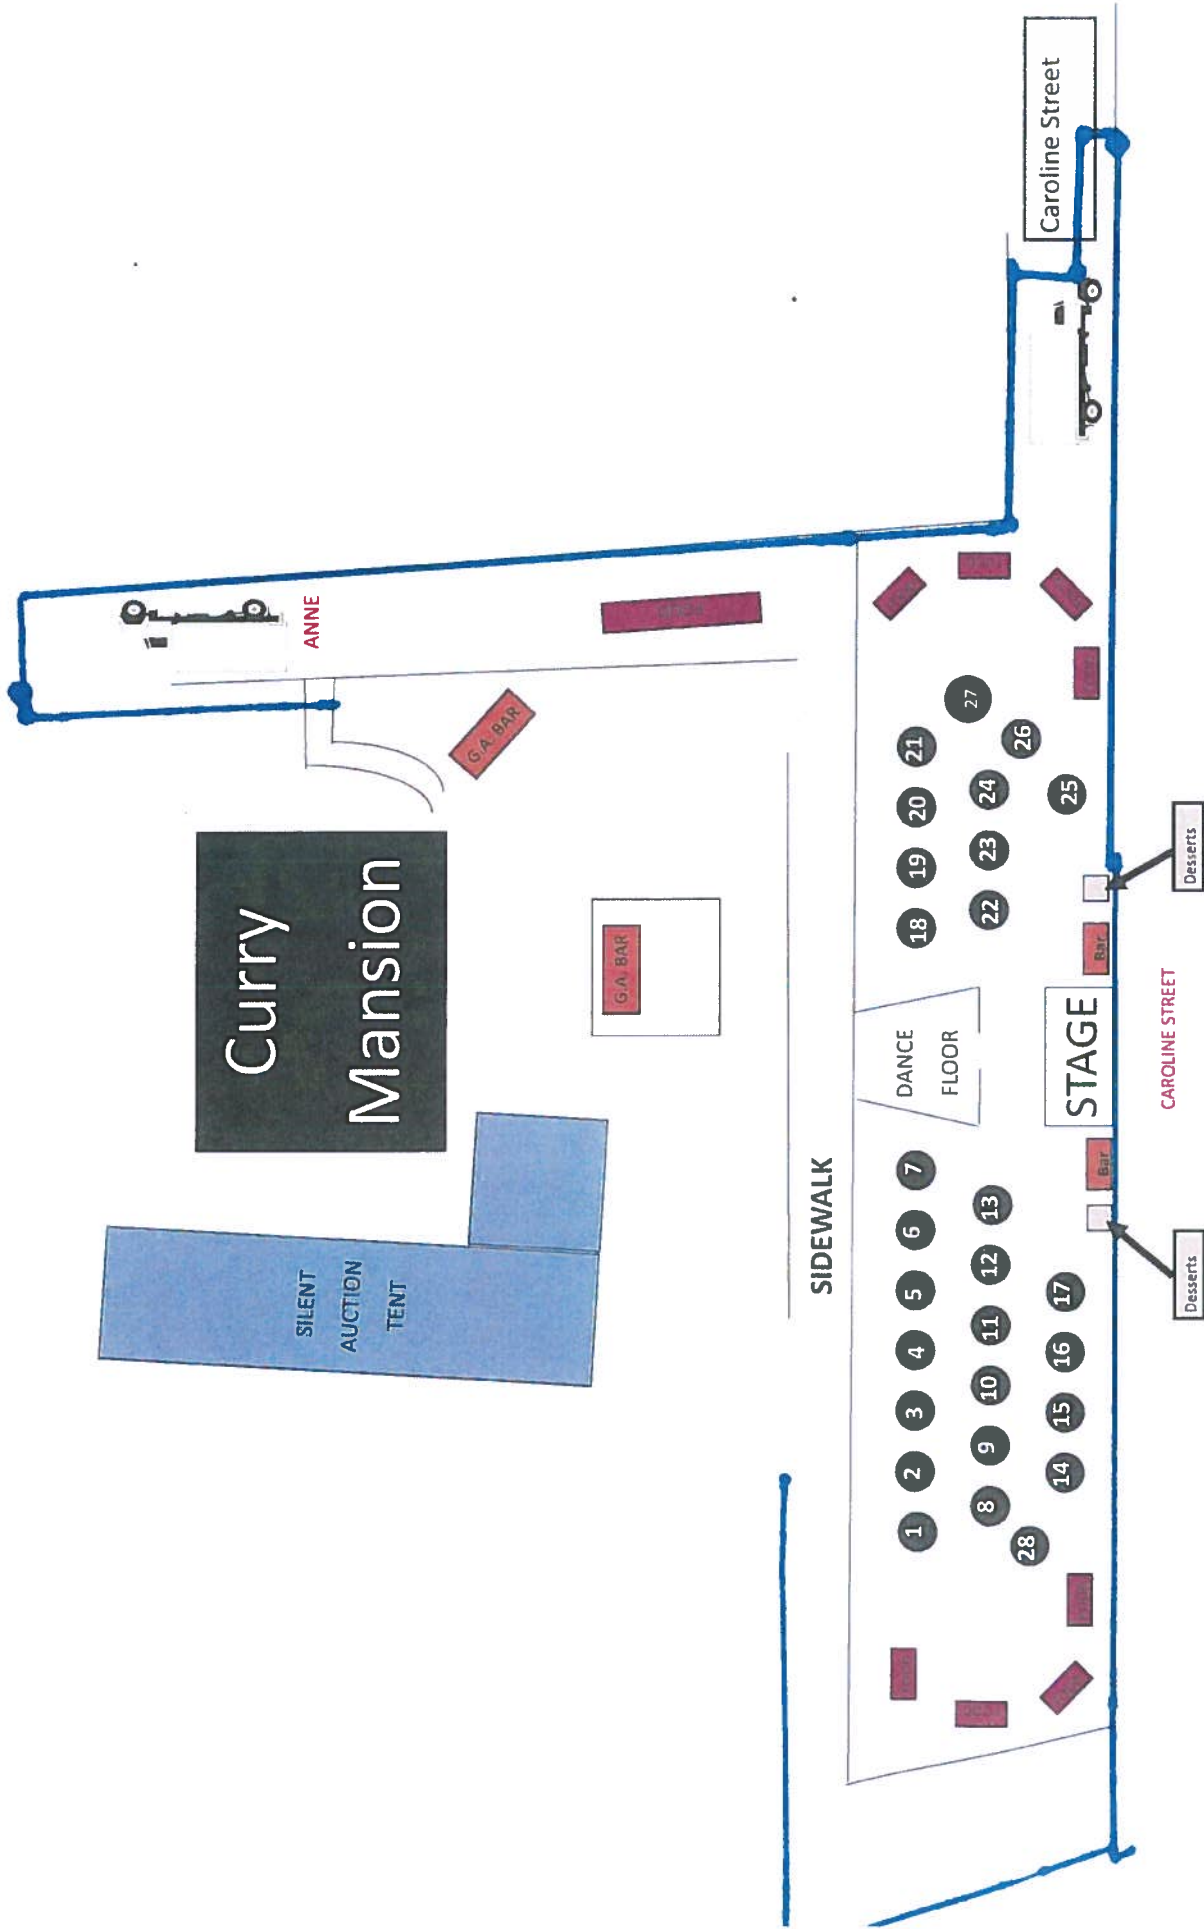 Curry
Mansion
SILENT
AUCTION
TENT
G.A. BAR
G.A. BAR
ANNE
Caroline Street
SIDEWALK
DANCE
FLOOR
1
2
3
4
5
6
7
18
19
20
21
8
9
10
11
12
13
22
23
24
27
28
26
14
15
16
17
25
Bar
STAGE
Bar
Desserts
CAROLINE STREET
Desserts